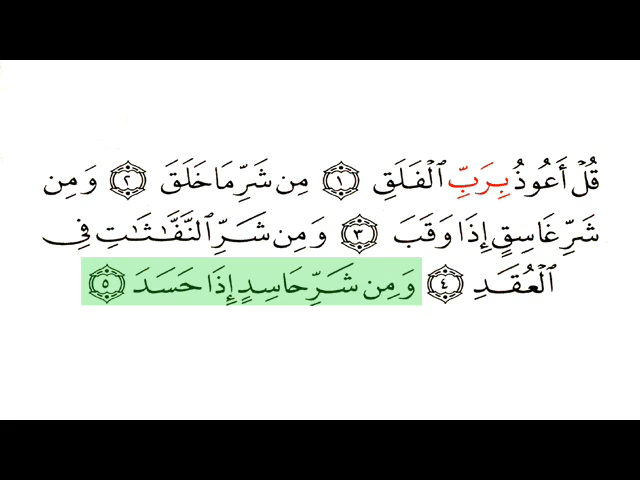 قُلۡ أَعُوذُ بِرَبِّ ٱلۡفَلَقِ ١ مِن شَرِّ مَا خَلَقَ ٢ وَمِن
شَرِّ غَاسِقٍ إِذَا وَقَبَ ٣ وَمِن شَرِّ ٱلنَّفَّٰثَٰتِ فِي
ٱلۡعُقَدِ ٤ وَمِن شَرِّ حَاسِدٍ إِذَا حَسَدَ ٥